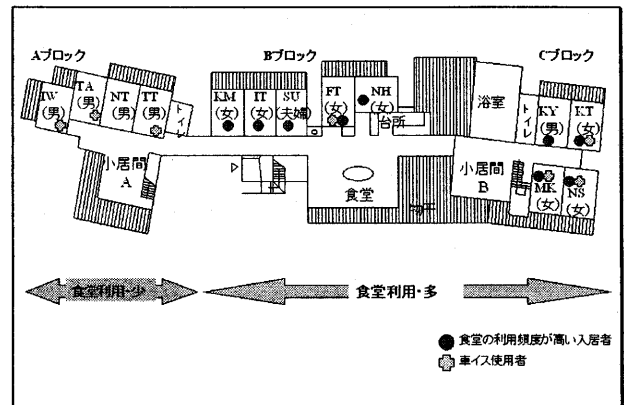 Aブロック
Bブロック
Cブロック
TW
(男)
TA
(男)
NT
(男)
TT
(男)
トイレ
KM
(女)
IT
(女)
SU
(夫婦)
FT
(女)
NH
(女)
台所
浴室
トイレ
KY
(男)
KT
(女)
小居間
A
食堂
小居間
B
MK
(女)
NS
(女)
食堂利用・少
食堂利用・多
食堂の利用頻度が高い入居者
車イス使用者